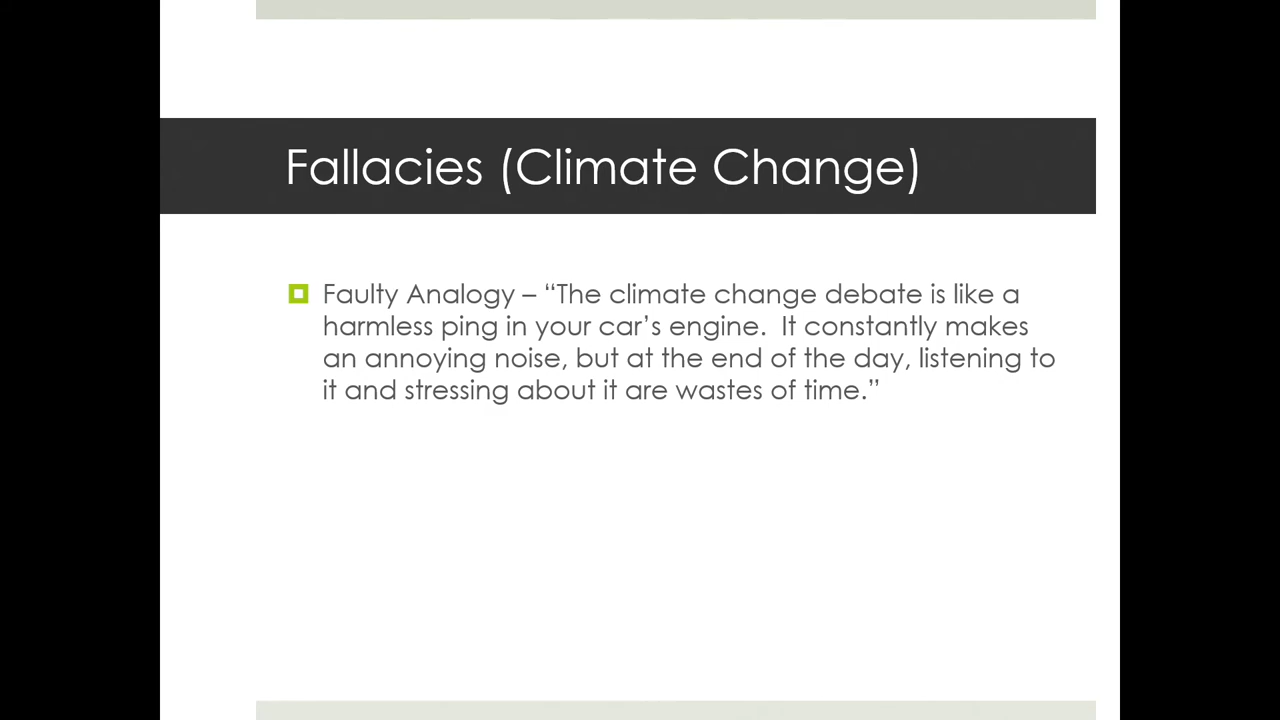 Fallacies (Climate Change)
Faulty Analogy – “The climate change debate is like a
harmless ping in your car’s engine.  It constantly makes
an annoying noise, but at the end of the day, listening to
it and stressing about it are wastes of time.”